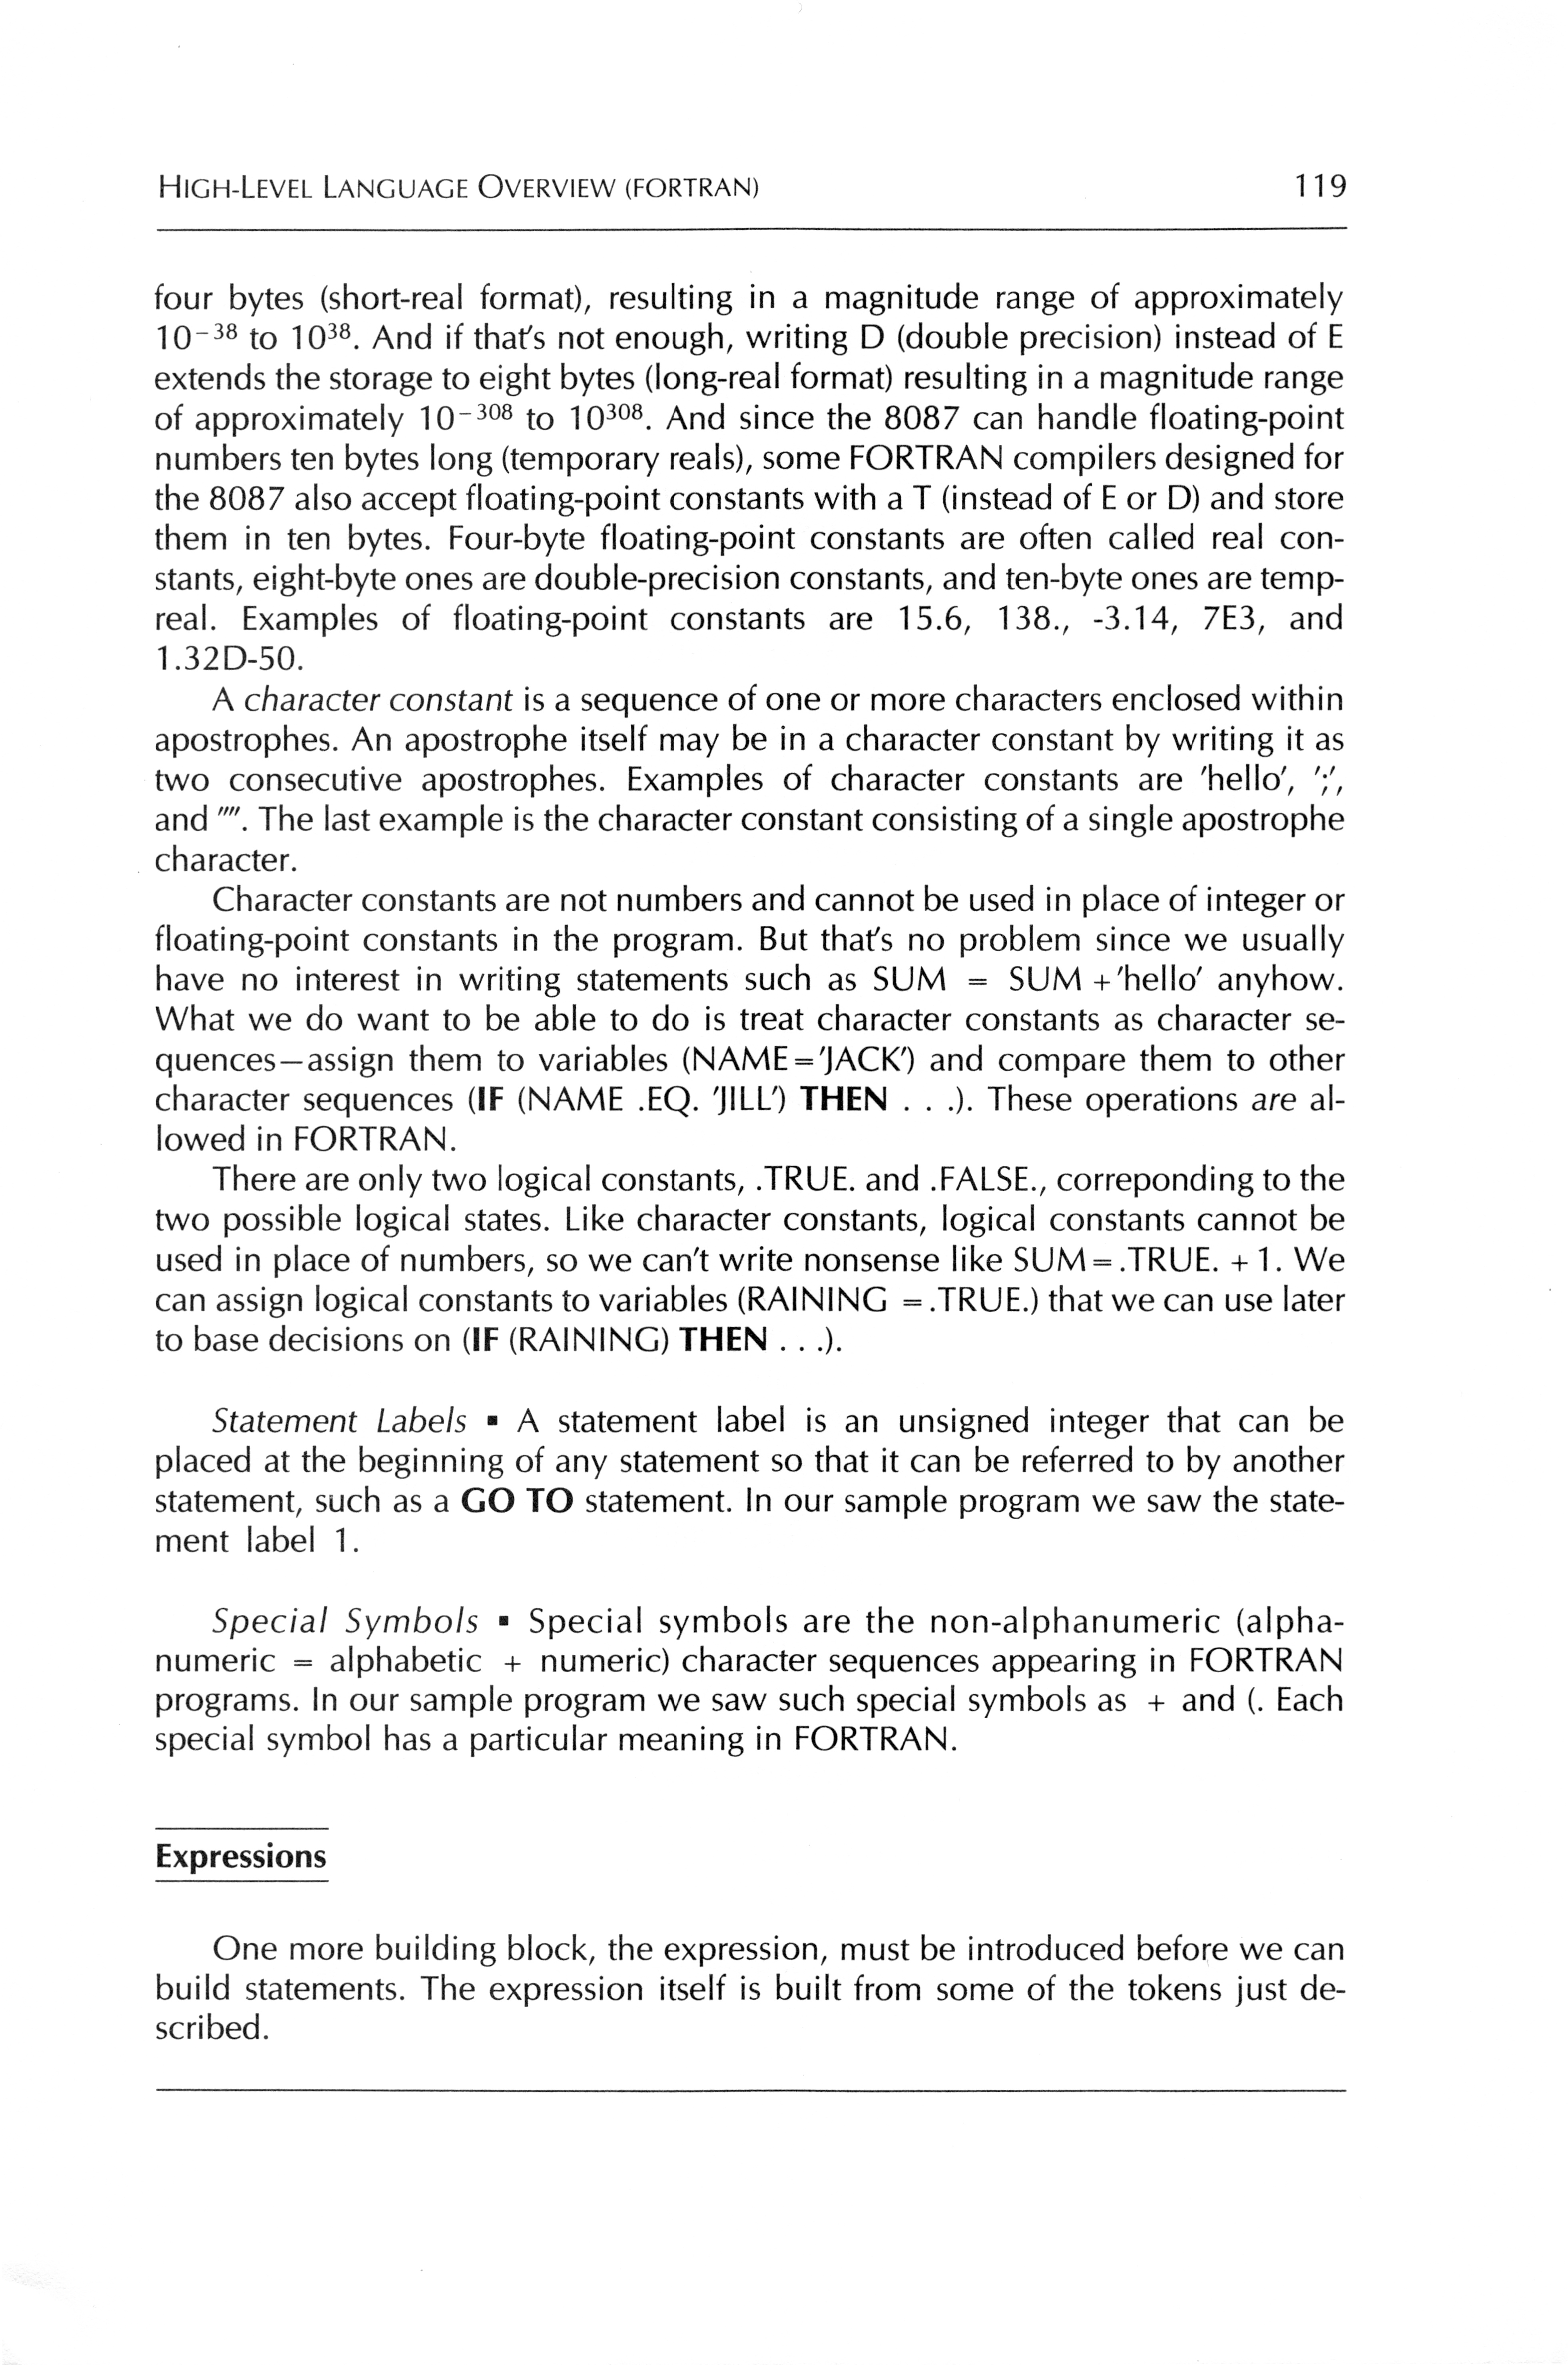 HIGH-LEVEL LANGUAGE OVERVIEW (FORTRAN) 119
four bytes (short-real format), resulting in a magnitude range of approximately
10⁻³⁸ to 10³⁸. And if that's not enough, writing D (double precision) instead of E
extends the storage to eight bytes (long-real format) resulting in a magnitude range
of approximately 10⁻³⁰⁸ to 10³⁰⁸. And since the 8087 can handle floating-point
numbers ten bytes long (temporary reals), some FORTRAN compilers designed for
the 8087 also accept floating-point constants with a T (instead of E or D) and store
them in ten bytes. Four-byte floating-point constants are often called real con-
stants, eight-byte ones are double-precision constants, and ten-byte ones are temp-
real. Examples of floating-point constants are 15.6, 138., -3.14, 7E3, and
1.32D-50.
A character constant is a sequence of one or more characters enclosed within
apostrophes. An apostrophe itself may be in a character constant by writing it as
two consecutive apostrophes. Examples of character constants are 'hello', ';',
and ''''. The last example is the character constant consisting of a single apostrophe
character.
Character constants are not numbers and cannot be used in place of integer or
floating-point constants in the program. But that's no problem since we usually
have no interest in writing statements such as SUM = SUM +'hello' anyhow.
What we do want to be able to do is treat character constants as character se-
quences—assign them to variables (NAME='JACK') and compare them to other
character sequences (IF (NAME .EQ. 'JILL') THEN . . .). These operations are al-
lowed in FORTRAN.
There are only two logical constants, .TRUE. and .FALSE., correponding to the
two possible logical states. Like character constants, logical constants cannot be
used in place of numbers, so we can't write nonsense like SUM=.TRUE. + 1. We
can assign logical constants to variables (RAINING =.TRUE.) that we can use later
to base decisions on (IF (RAINING) THEN . . .).
Statement Labels ▪ A statement label is an unsigned integer that can be
placed at the beginning of any statement so that it can be referred to by another
statement, such as a GO TO statement. In our sample program we saw the state-
ment label 1.
Special Symbols ▪ Special symbols are the non-alphanumeric (alpha-
numeric = alphabetic + numeric) character sequences appearing in FORTRAN
programs. In our sample program we saw such special symbols as + and (. Each
special symbol has a particular meaning in FORTRAN.
Expressions
One more building block, the expression, must be introduced before we can
build statements. The expression itself is built from some of the tokens just de-
scribed.